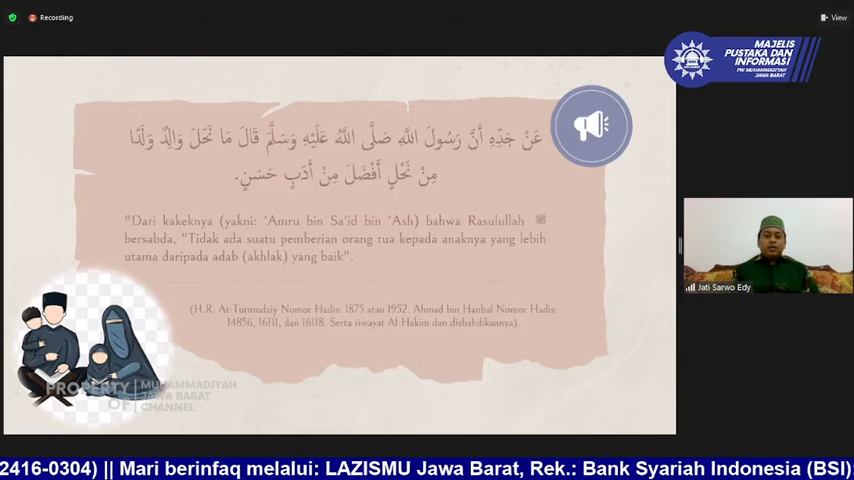 Recording
View
MAJELIS
PUSTAKA DAN
INFORMASI
PW MUHAMMADIYAH
JAWA BARAT
عَنْ جَدِّهِ أَنَّ رَسُولَ اللَّهِ صَلَّى اللَّهُ عَلَيْهِ وَسَلَّمَ قَالَ مَا نَحَلَ وَالِدٌ وَلَدًا
مِنْ نَحْلٍ أَفْضَلَ مِنْ أَدَبٍ حَسَنٍ.
"Dari kakeknya (yakni: 'Amru bin Sa'id bin 'Ash) bahwa Rasulullah ﷺ
bersabda, "Tidak ada suatu pemberian orang tua kepada anaknya yang lebih
utama daripada adab (akhlak) yang baik".
(H.R. At-Turmudziy Nomor Hadis: 1875 atau 1952. Ahmad bin Hanbal Nomor Hadis:
14856, 16111, dan 16118. Serta riwayat Al Hakim dan dishahihkannya).
Jati Sarwo Edy
PROPERTY OF
MUHAMMADIYAH
JAWA BARAT
CHANNEL
2416-0304) || Mari berinfaq melalui: LAZISMU Jawa Barat, Rek.: Bank Syariah Indonesia (BSI):